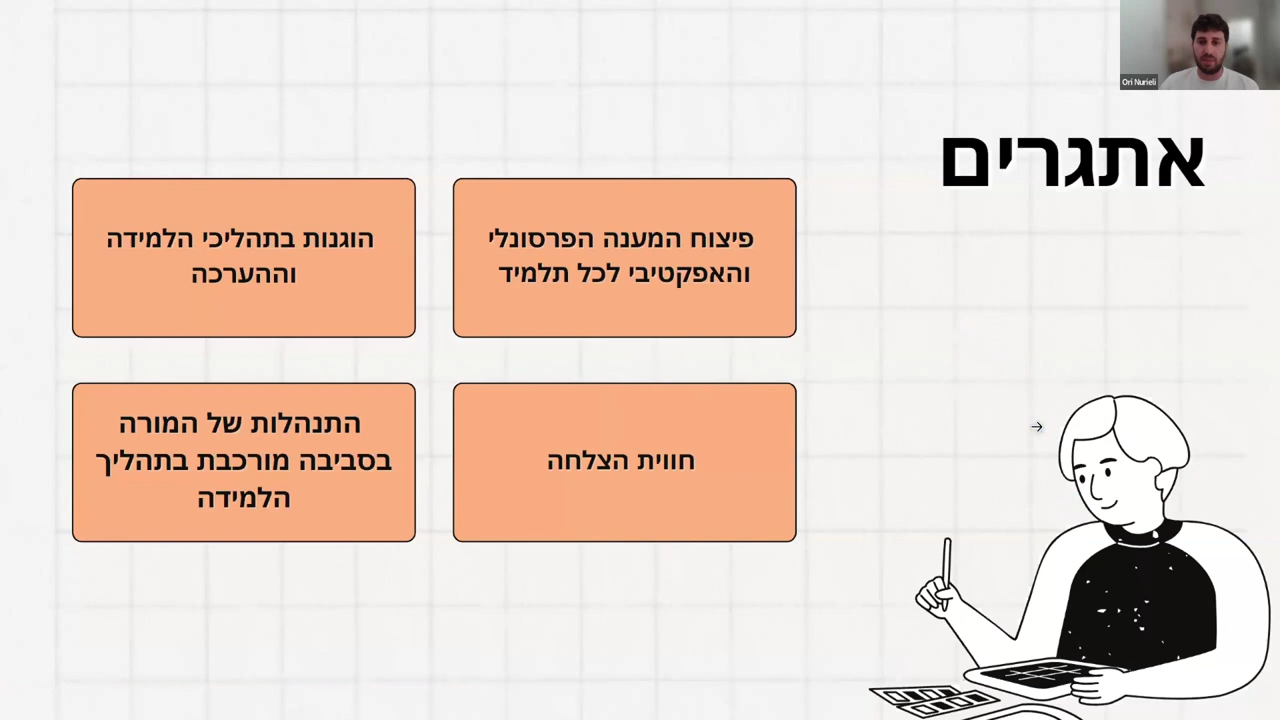 Ori Nurieli
אתגרים
פיצוח המענה הפרסונלי
והאפקטיבי לכל תלמיד
הוגנות בתהליכי הלמידה
וההערכה
חווית הצלחה
התנהלות של המורה
בסביבה מורכבת בתהליך
הלמידה